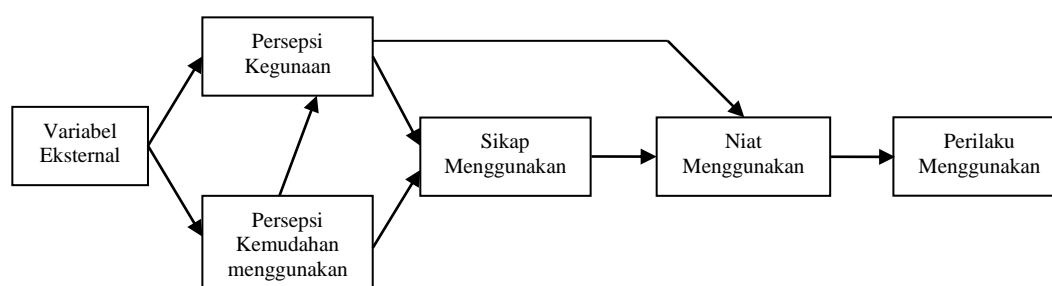 Persepsi
Kegunaan
Variabel
Eksternal
Sikap
Menggunakan
Niat
Menggunakan
Perilaku
Menggunakan
Persepsi
Kemudahan
menggunakan